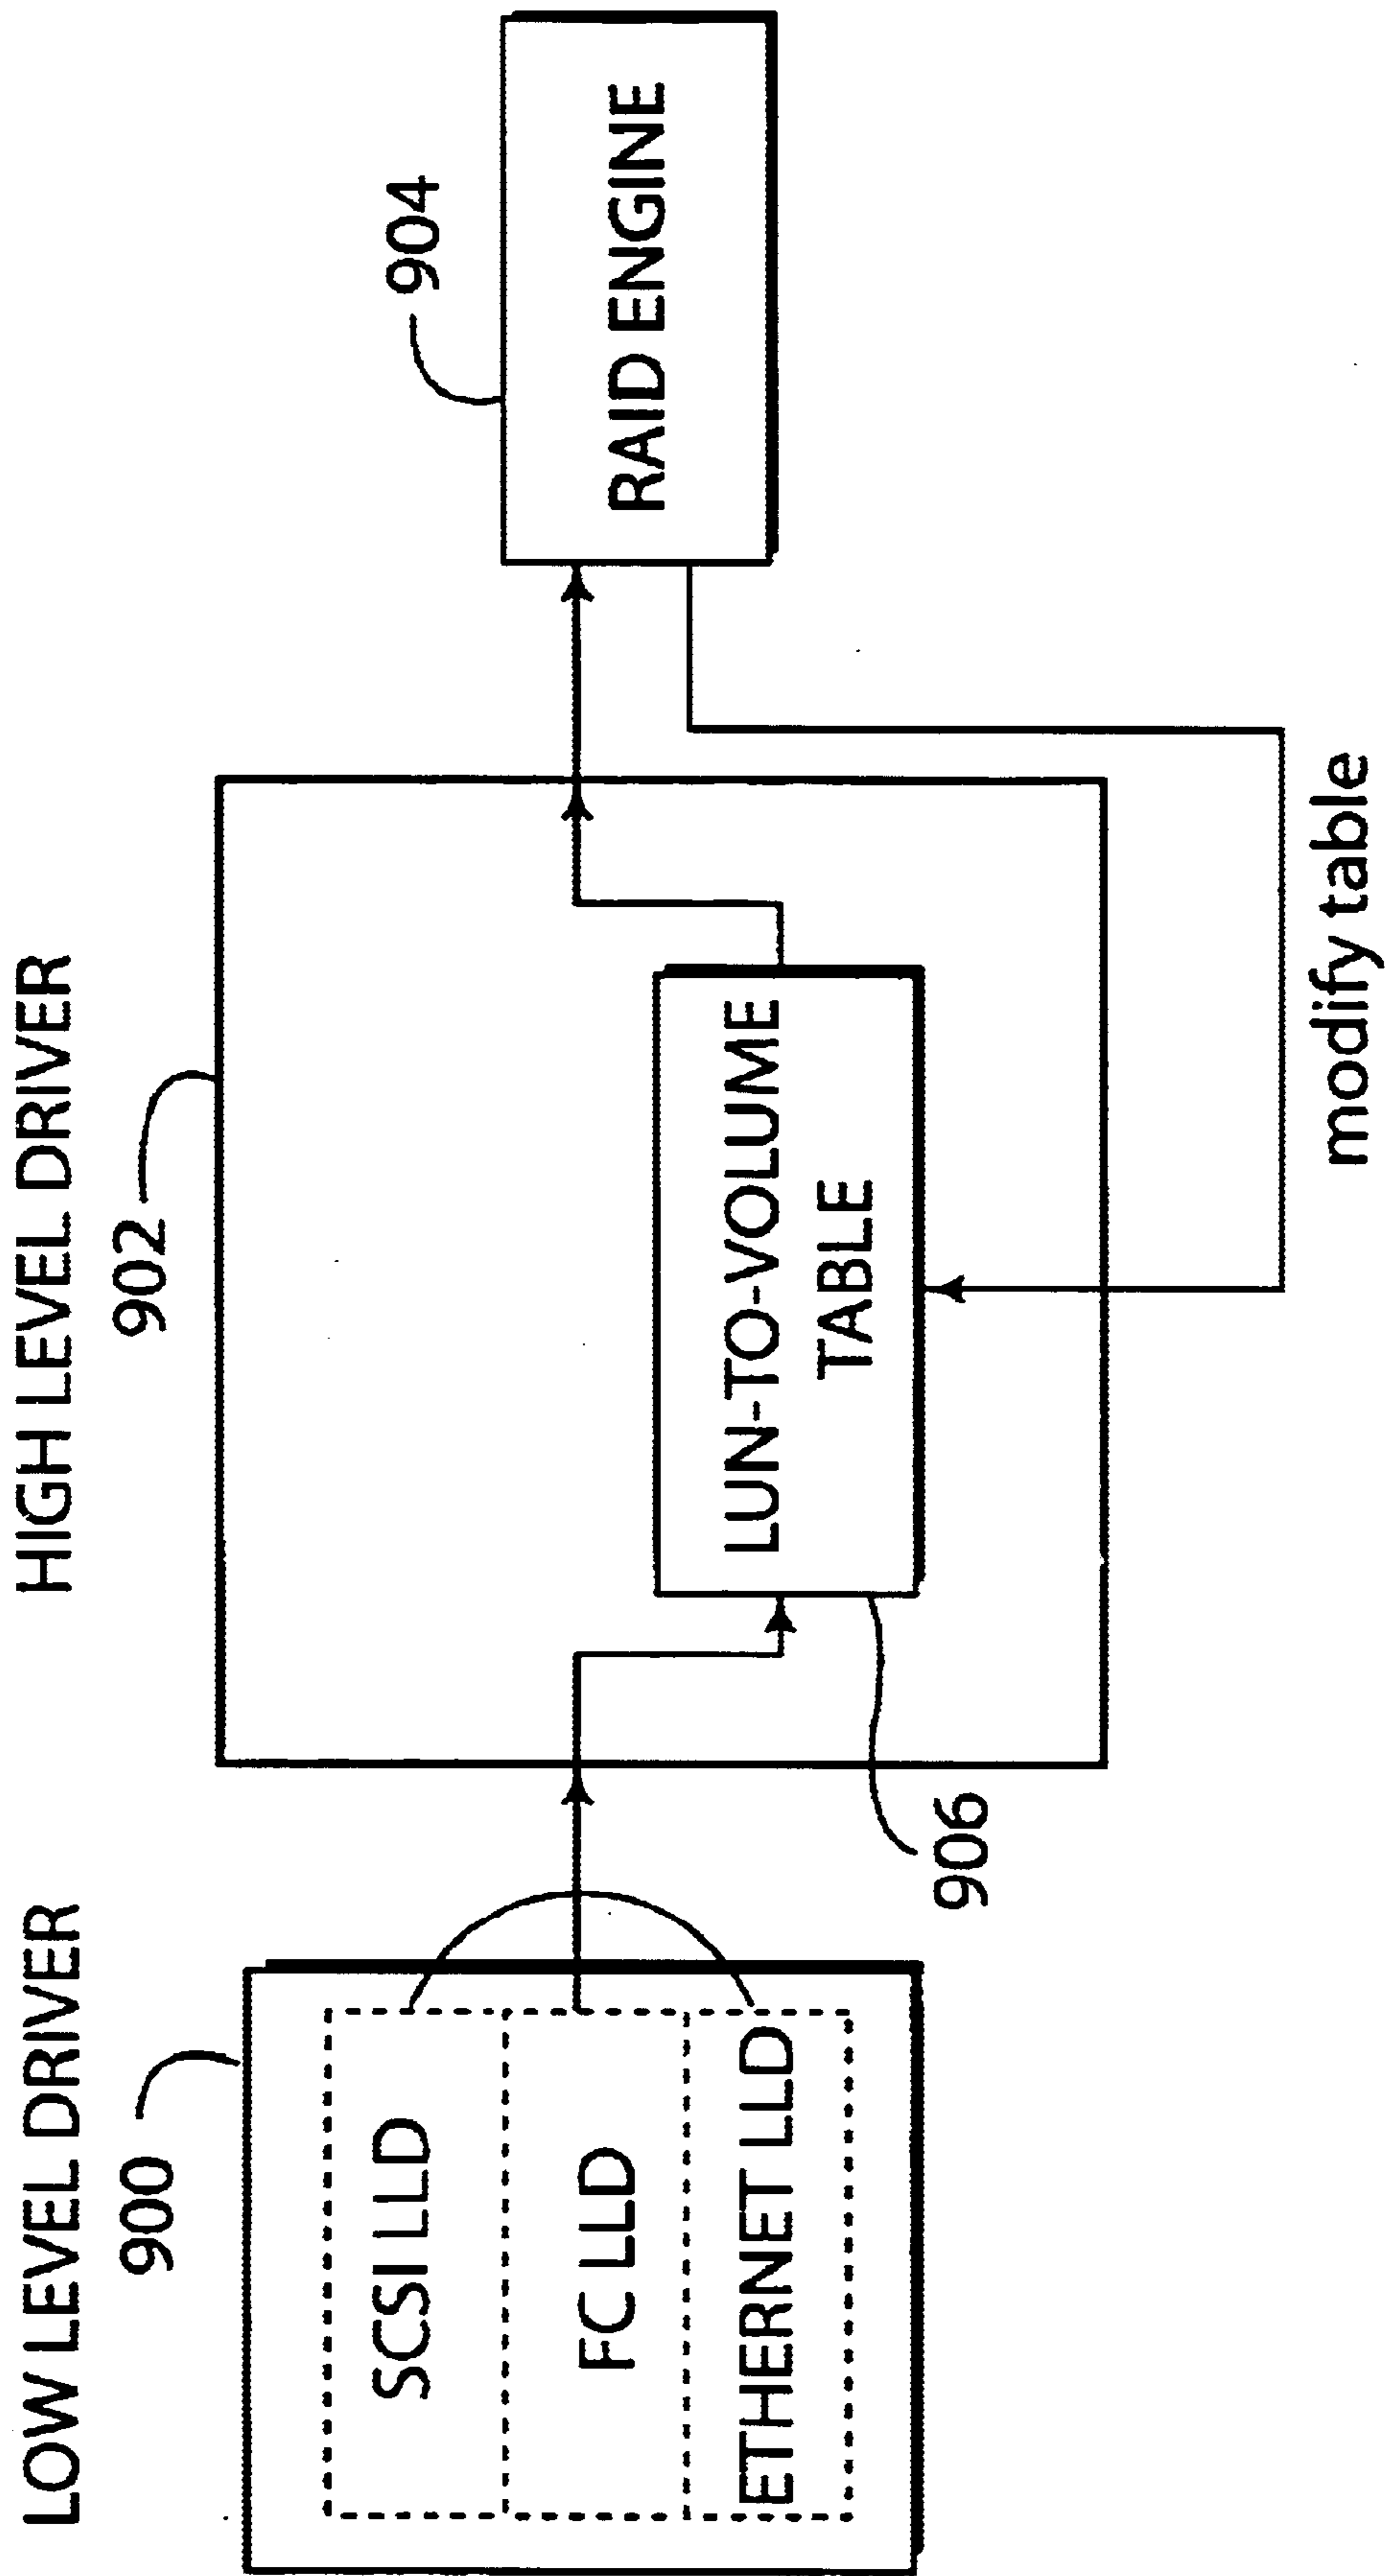 LOW LEVEL DRIVER
900
SCSI LLD
FC LLD
ETHERNET LLD
HIGH LEVEL DRIVER
902
LUN-TO-VOLUME
TABLE
906
904
RAID ENGINE
modify table